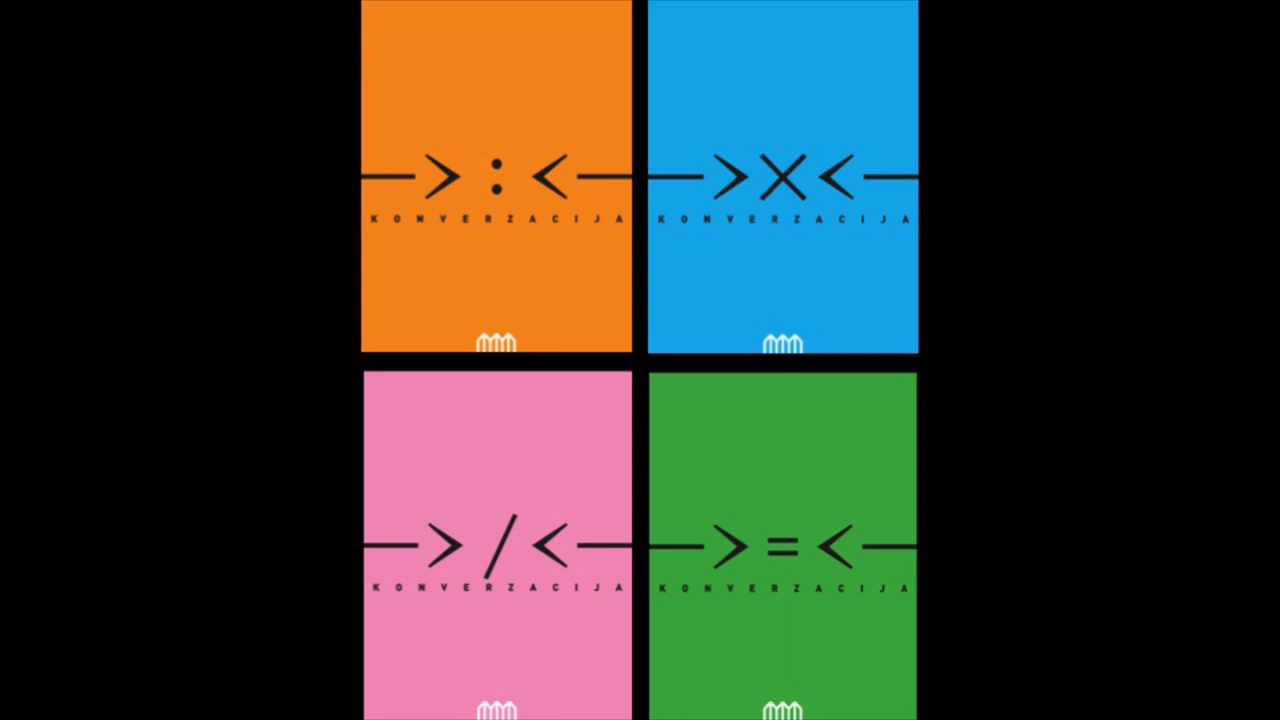 —> : <—
KONVERZACIJA
—>×<—
KONVERZACIJA
—> / <—
KONVERZACIJA
—>=<—
KONVERZACIJA